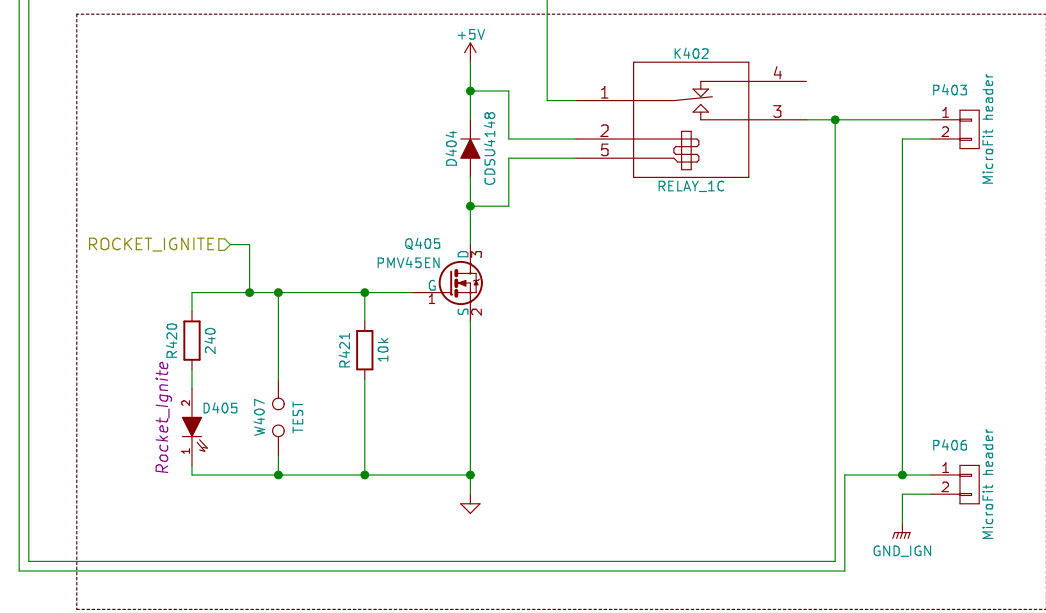 +5V
K402
4
P403
1
3
1
MicroFit header
D404
CDSU4148
2
2
5
RELAY_1C
ROCKET_IGNITE
Q405
PMV45EN
D
3
G
1
S
2
R420
240
R421
10k
Rocket_Ignite
2
D405
1
W407
TEST
P406
1
2
MicroFit header
GND_IGN